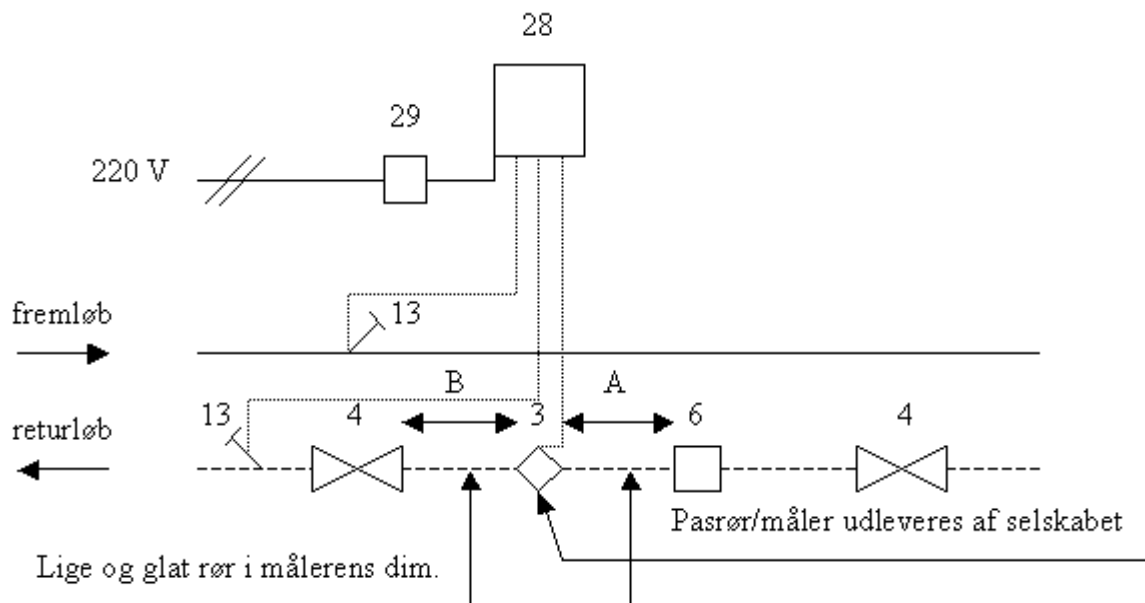 28
29
220 V
fremløb
13
B
A
13
4
3
6
4
returløb
Pasrør/måler udleveres af selskabet
Lige og glat rør i målerens dim.